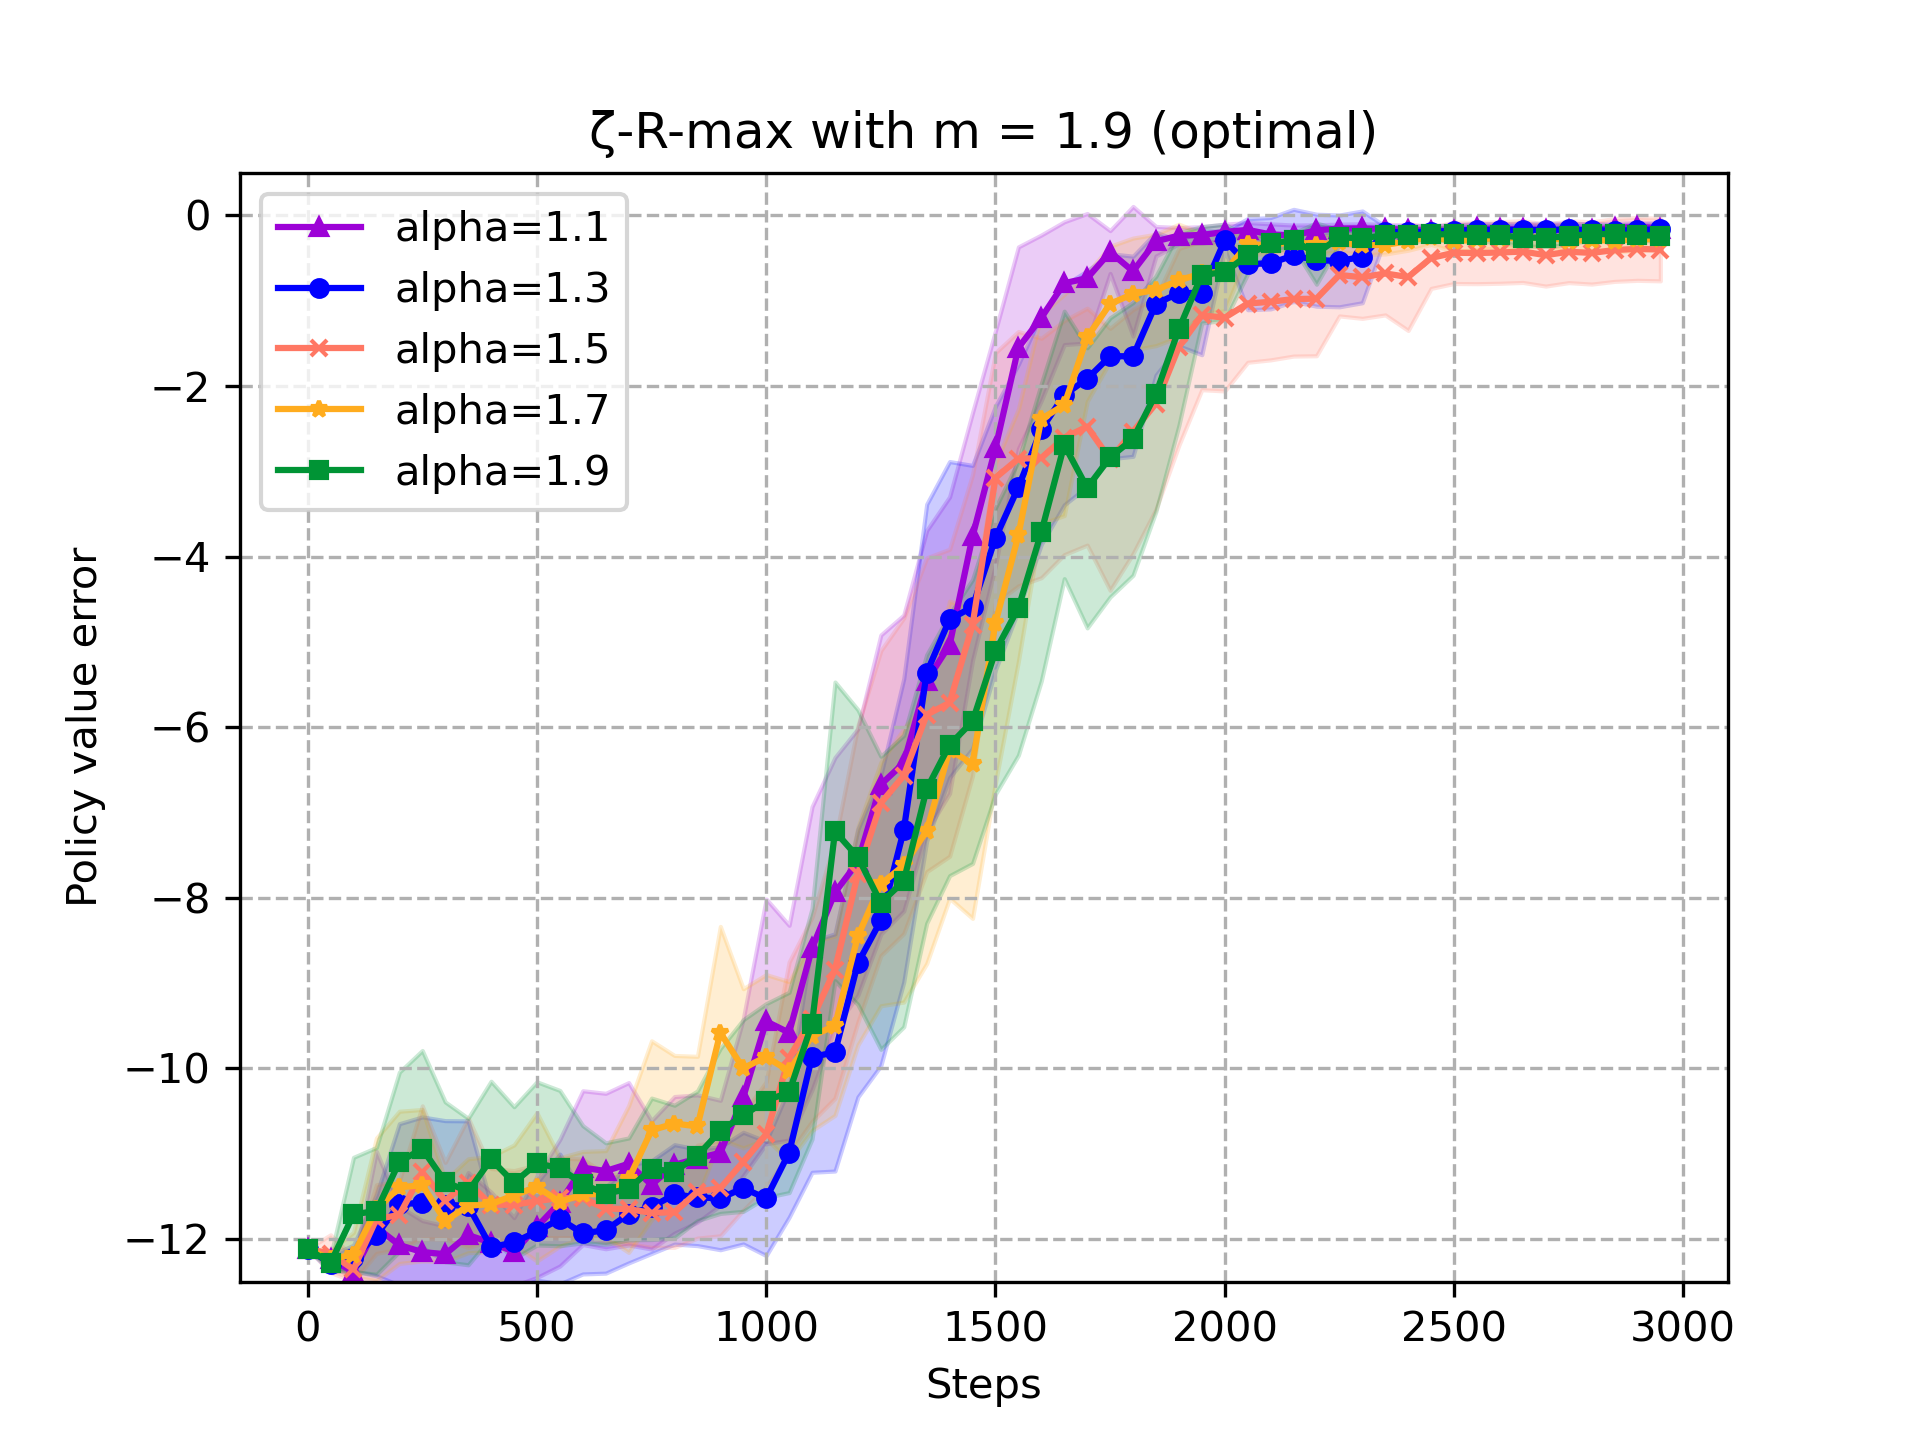 ζ-R-max with m = 1.9 (optimal)
alpha=1.1
alpha=1.3
alpha=1.5
alpha=1.7
alpha=1.9
Policy value error
0
−2
−4
−6
−8
−10
−12
0 500 1000 1500 2000 2500 3000
Steps